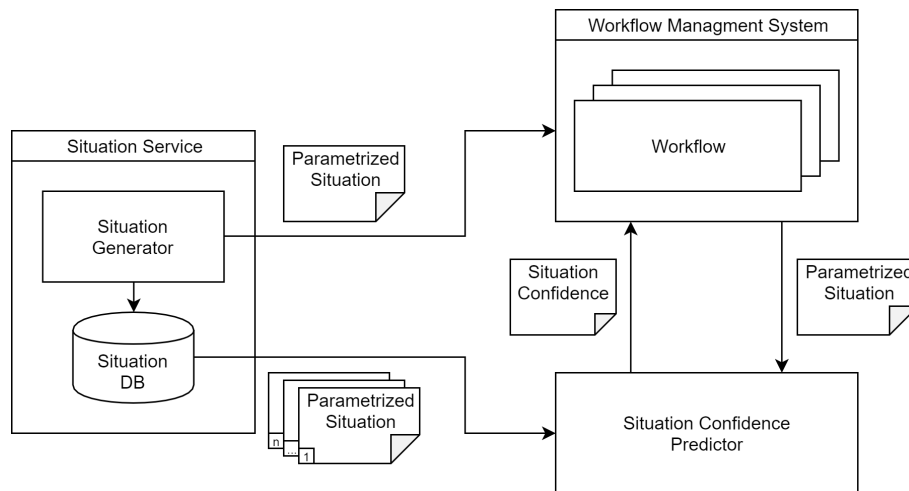 Workflow Managment System
Workflow
Situation Service
Parametrized
Situation
Situation
Generator
Situation
Confidence
Parametrized
Situation
Situation
DB
Parametrized
Situation
n
...
1
Situation Confidence
Predictor